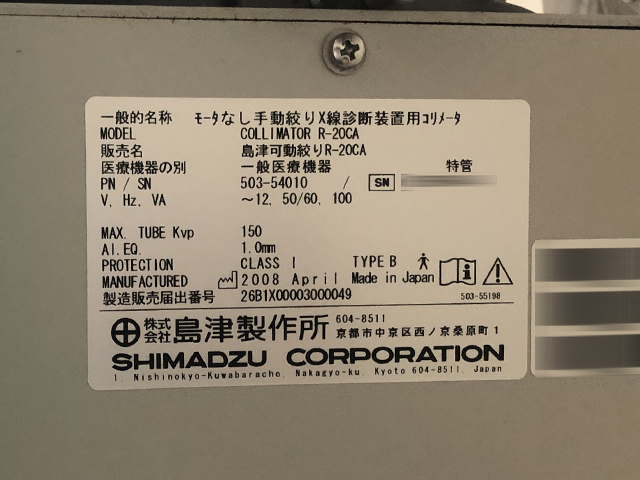 一般的名称 モータなし手動絞りX線診断装置用コリメータ
MODEL COLLIMATOR R-20CA
販売名 島津可動絞りR-20CA
医療機器の別 一般医療機器 特管
PN / SN 503-54010 / SN
V, Hz, VA ～12, 50/60, 100
MAX. TUBE Kvp 150
Al.EQ. 1.0mm
PROTECTION CLASS I TYPE B
MANUFACTURED 2008 April Made in Japan
製造販売届出番号 26B1X00003000049
503-55198
株式会社 島津製作所 604-8511
京都市中京区西ノ京桑原町1
SHIMADZU CORPORATION
1, Nishinokyo-Kuwabaracho, Nakagyo-ku, Kyoto 604-8511, Japan